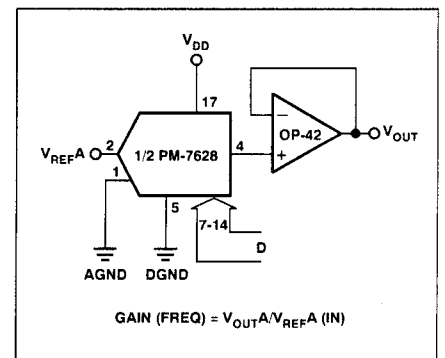 V_DD
17
V_REF A
2
1/2 PM-7628
4
−
OP-42
+
V_OUT
1
5
7-14
D
AGND
DGND
GAIN (FREQ) = V_OUT A/V_REF A (IN)